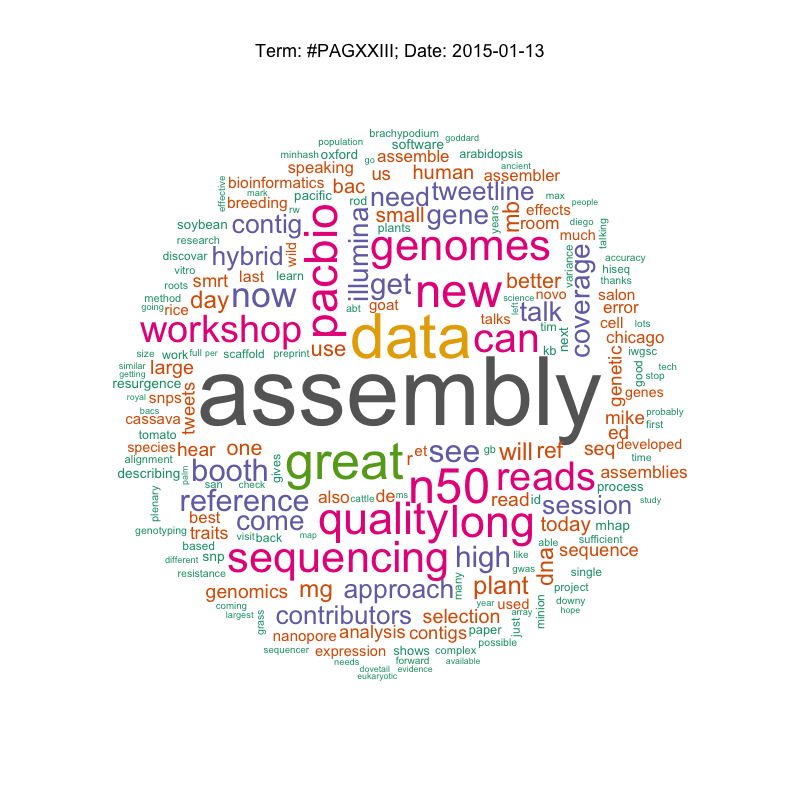 Term: #PAGXXIII; Date: 2015-01-13
population brachypodium goddard
minhash oxford software go ancient arabidopsis
speaking assemble us human assembler
effective bioinformatics mark bac need tweetline max people
breeding rw pacific rod small gene mb effects diego
soybean contig pacbio illumina plants years room much talking
research hybrid wild genomes variance coverage accuracy
discovar vitro smrt last learn get new better hiseq thanks
roots day now abt goat science novo salon
method going rice workshop data left talk error
talks can tim cell lots
size work full per scaffold preprint use kb next chicago iwgsc
similar getting large assembly genetic good tech stop
resurgence snps tweets genes
royal bacs cassava mike probably first
tomato species hear one great r et see gb will ref seq ed developed
alignment describing palm booth gives n50 reads time
san check assemblies process
plenary reference also cattle de ms read id session study
genotyping best come visit back quality long today mhap
traits map able sufficient
different based snp sequencing high like dna sequence
resistance gwas single
genomics mg approach many plant project
coming largest grass contributors year used array just minion downy hope
nanopore analysis selection contigs paper possible
sequencer expression shows complex
needs dovetail forward evidence available
eukaryotic